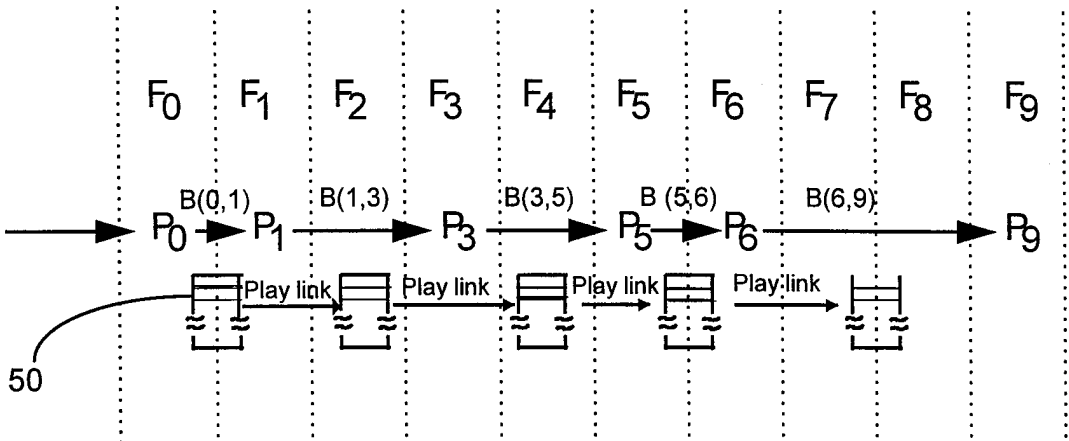 F0 F1 F2 F3 F4 F5 F6 F7 F8 F9
B(0,1) B(1,3) B(3,5) B (5,6) B(6,9)
P0 P1 P3 P5 P6 P9
Play link Play link Play link Play link
50